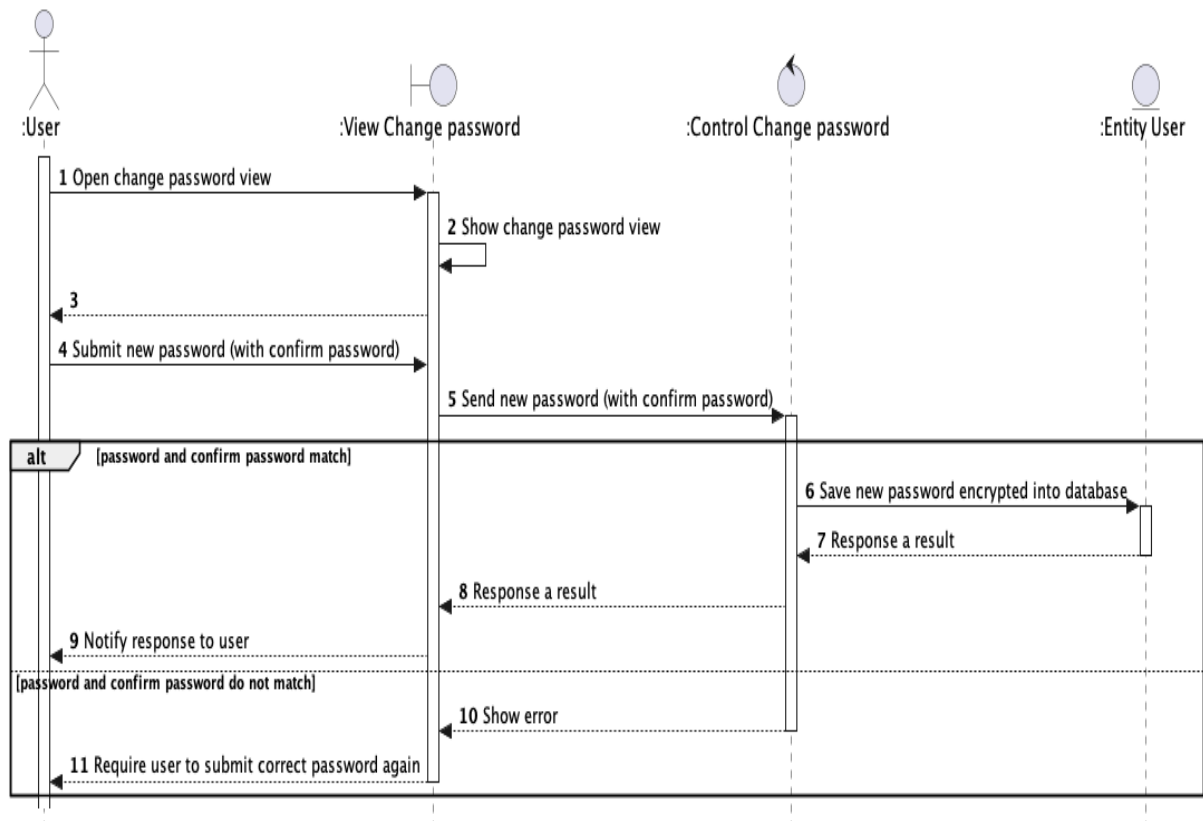 :User
:View Change password
:Control Change password
:Entity User
1 Open change password view
2 Show change password view
3
4 Submit new password (with confirm password)
5 Send new password (with confirm password)
alt [password and confirm password match]
6 Save new password encrypted into database
7 Response a result
8 Response a result
9 Notify response to user
[password and confirm password do not match]
10 Show error
11 Require user to submit correct password again